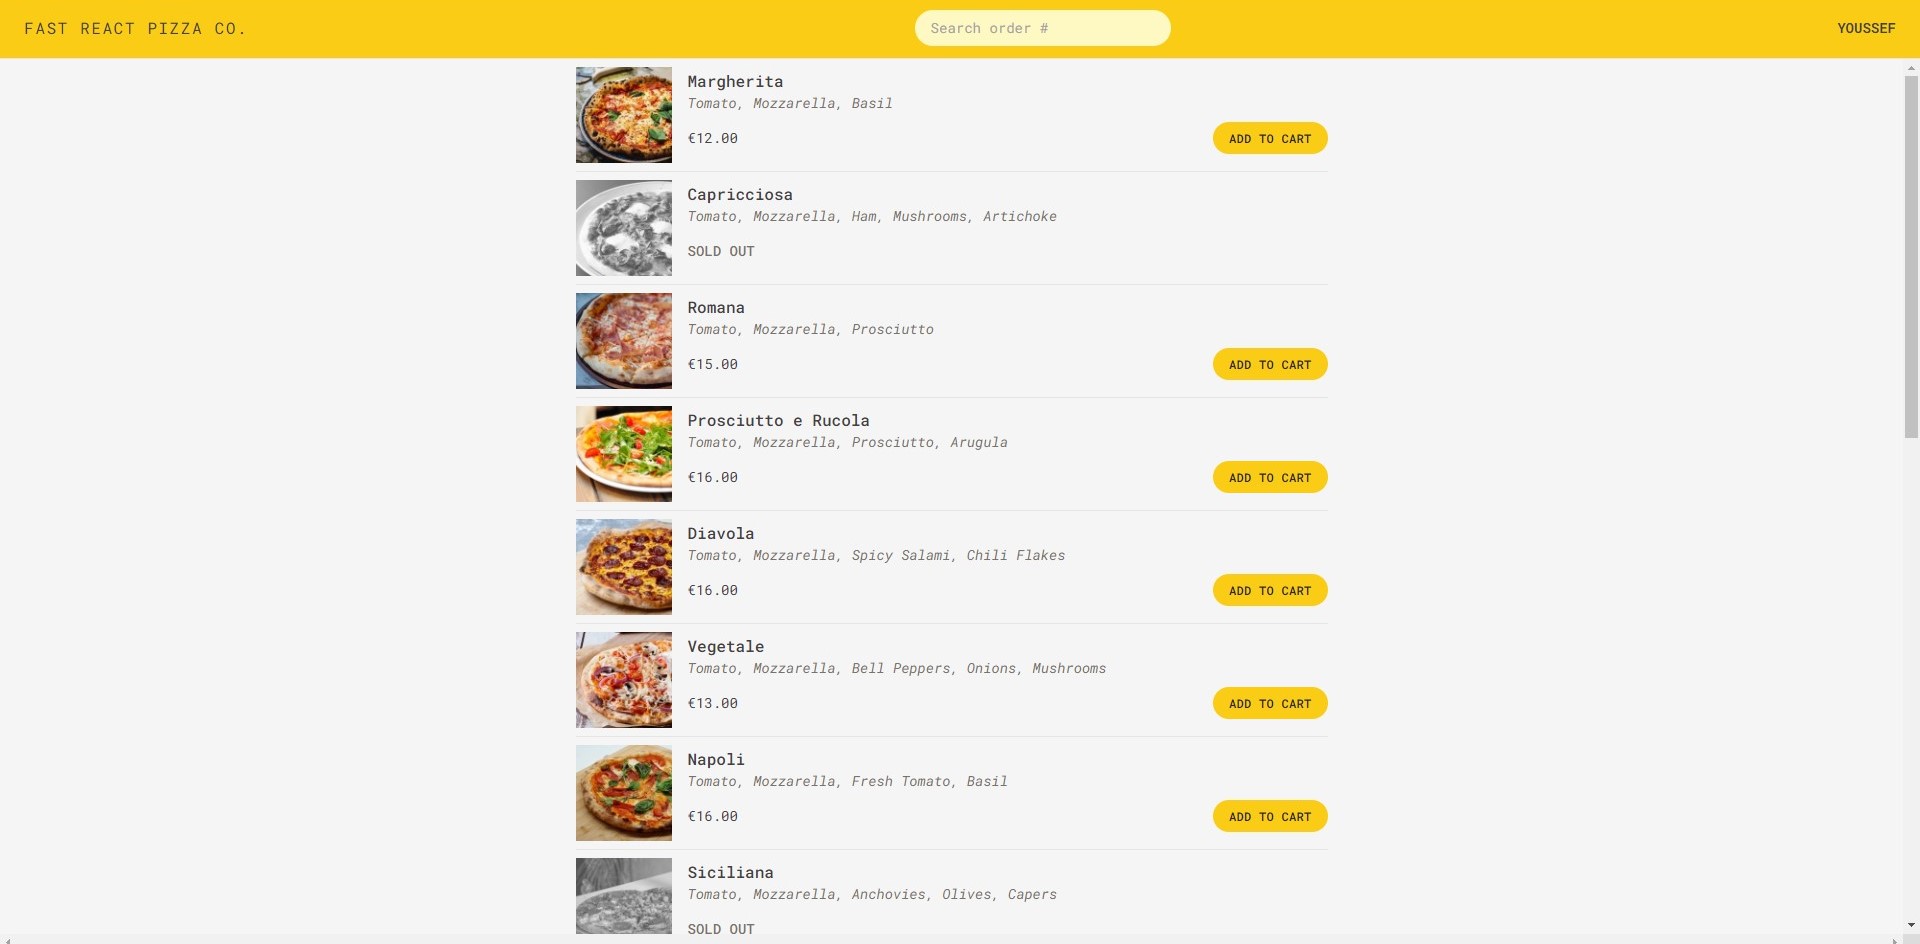 FAST REACT PIZZA CO.
Search order #
YOUSSEF
Margherita
Tomato, Mozzarella, Basil
€12.00
ADD TO CART
Capricciosa
Tomato, Mozzarella, Ham, Mushrooms, Artichoke
SOLD OUT
Romana
Tomato, Mozzarella, Prosciutto
€15.00
ADD TO CART
Prosciutto e Rucola
Tomato, Mozzarella, Prosciutto, Arugula
€16.00
ADD TO CART
Diavola
Tomato, Mozzarella, Spicy Salami, Chili Flakes
€16.00
ADD TO CART
Vegetale
Tomato, Mozzarella, Bell Peppers, Onions, Mushrooms
€13.00
ADD TO CART
Napoli
Tomato, Mozzarella, Fresh Tomato, Basil
€16.00
ADD TO CART
Siciliana
Tomato, Mozzarella, Anchovies, Olives, Capers
SOLD OUT